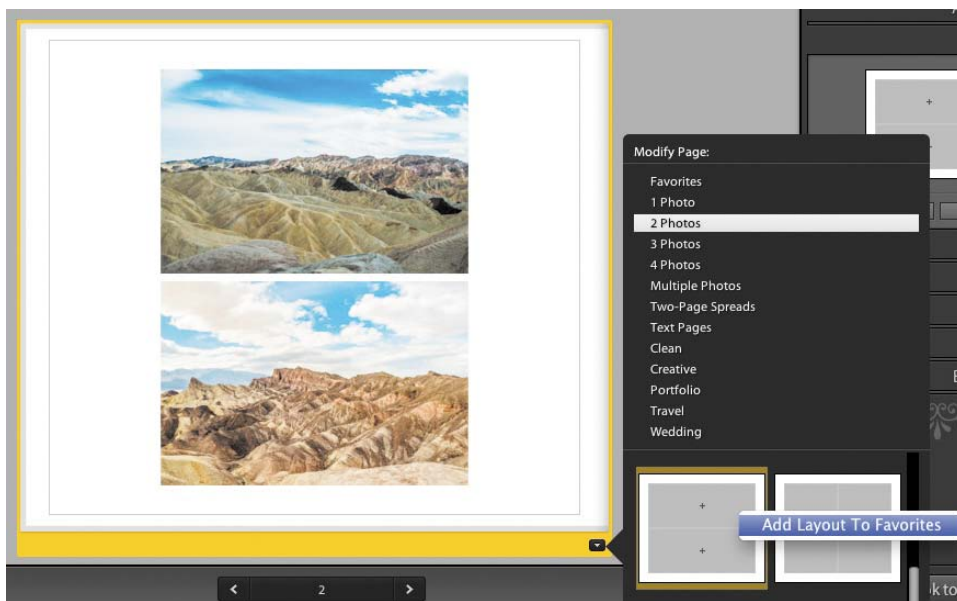 Modify Page:
Favorites
1 Photo
2 Photos
3 Photos
4 Photos
Multiple Photos
Two-Page Spreads
Text Pages
Clean
Creative
Portfolio
Travel
Wedding
Add Layout To Favorites
2
k to